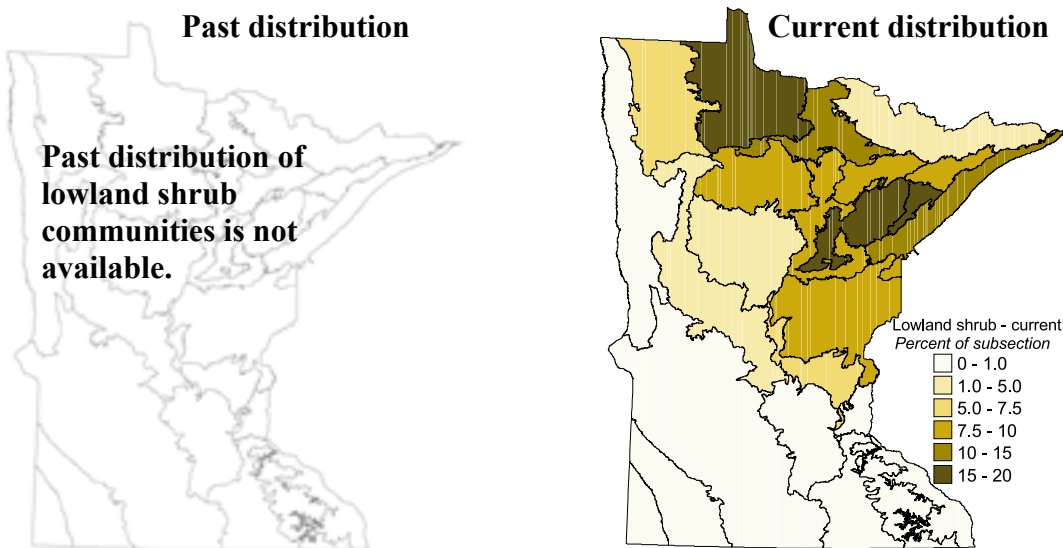 Past distribution
Past distribution of
lowland shrub
communities is not
available.
Current distribution
Lowland shrub - current
Percent of subsection
0 - 1.0
1.0 - 5.0
5.0 - 7.5
7.5 - 10
10 - 15
15 - 20